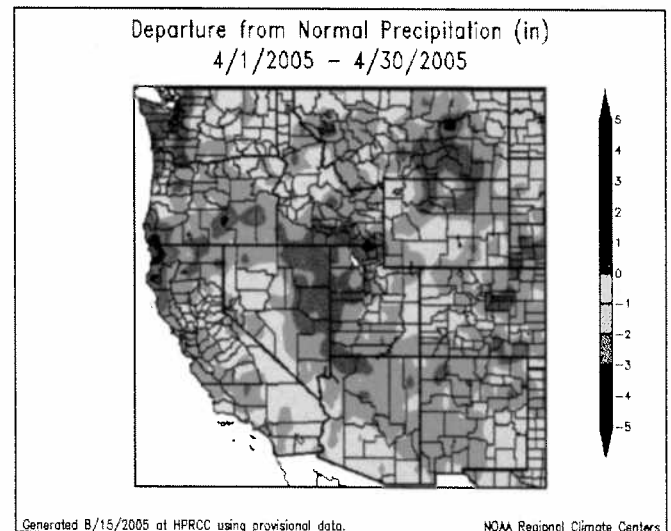 Departure from Normal Precipitation (in)
4/1/2005 – 4/30/2005
5
4
3
2
1
0
-1
-2
-3
-4
-5
Generated 8/15/2005 at HPRCC using provisional data.
NOAA Regional Climate Centers